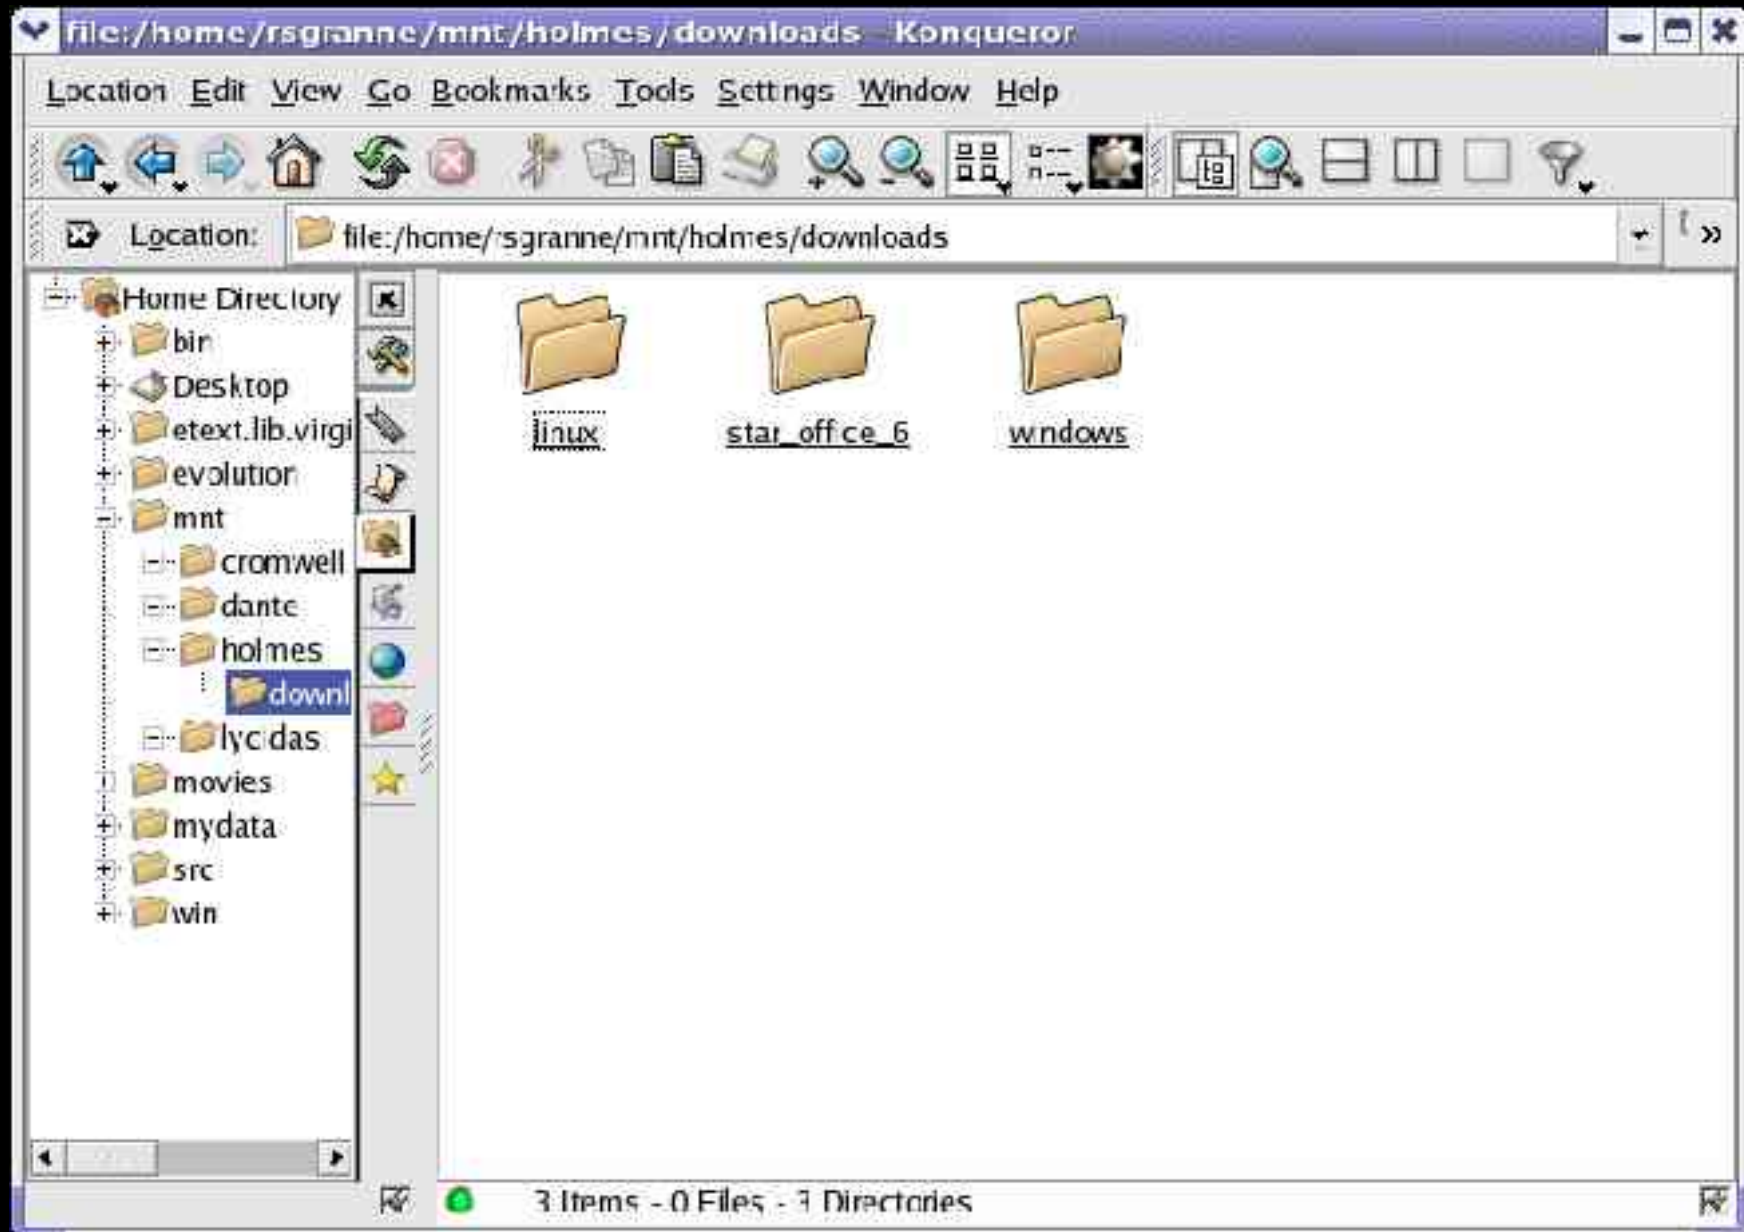 file:/home/rsgranne/mnt/holmes/downloads - Konqueror
Location Edit View Go Bookmarks Tools Settings Window Help
Location: file:/home/rsgranne/mnt/holmes/downloads
Home Directory
bin
Desktop
etext.lib.virgi
evolution
mnt
cromwell
dante
holmes
downl
lycidas
movies
mydata
src
win
linux
star_office_6
windows
3 Items - 0 Files - 3 Directories